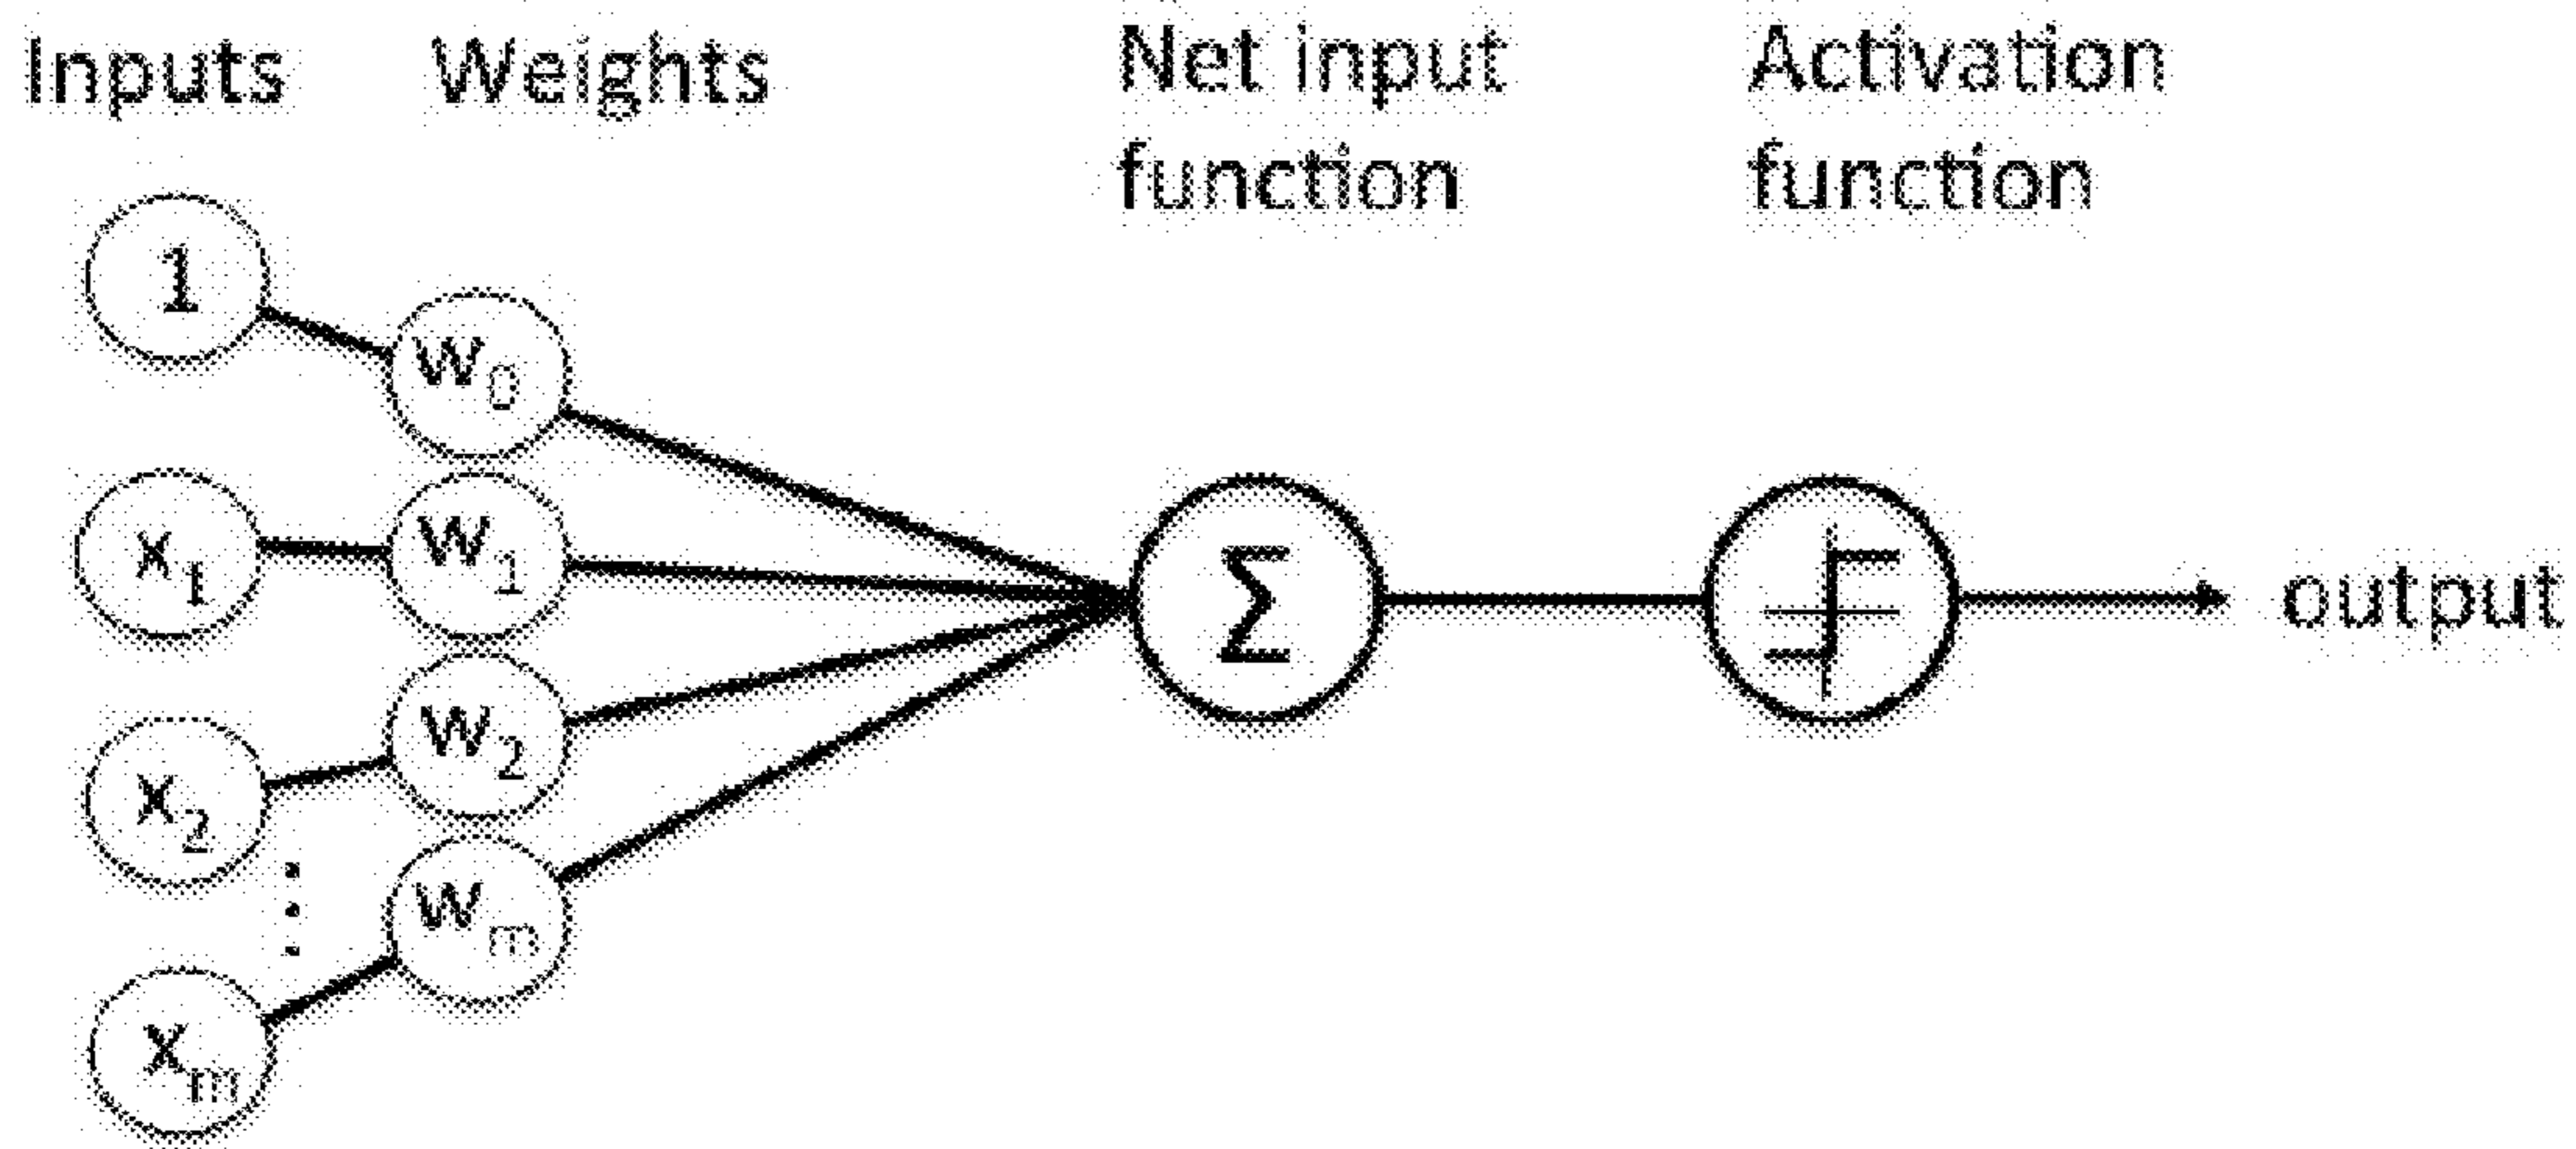 Inputs
Weights
Net input
function
Activation
function
1
w0
x1
w1
x2
w2
xm
wm
Σ
output